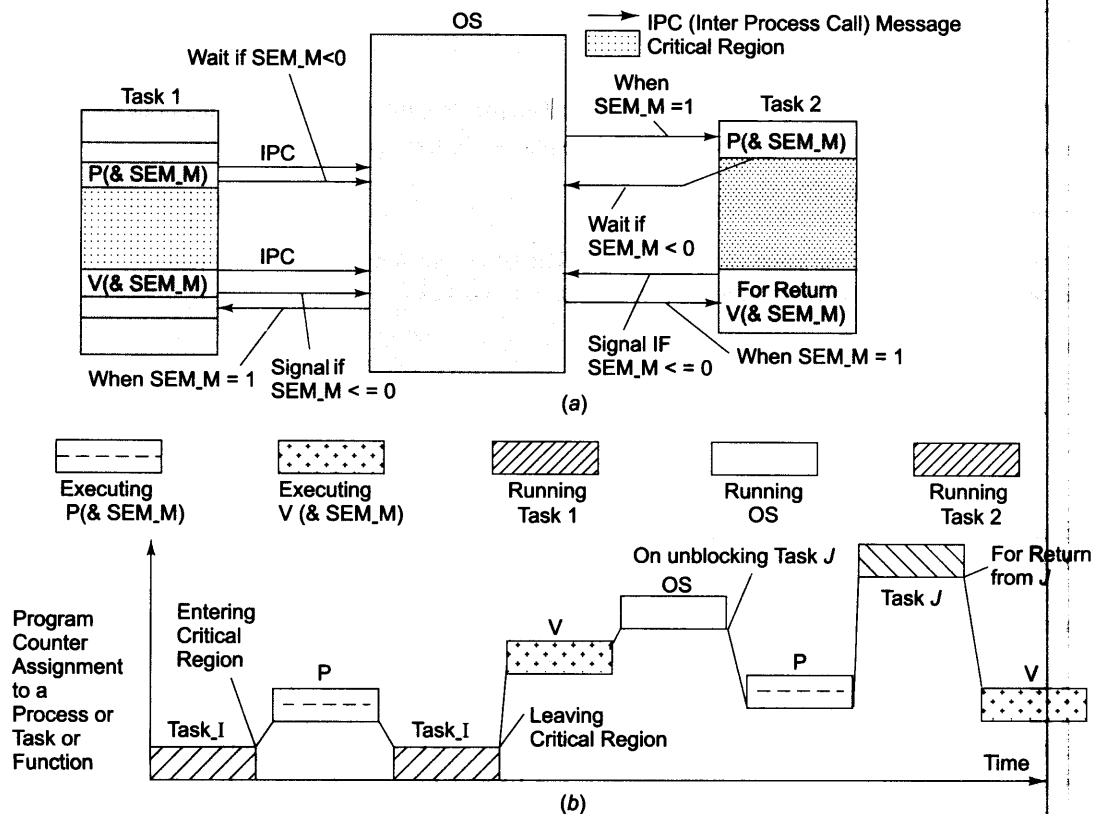 OS
IPC (Inter Process Call) Message
Critical Region
Wait if SEM_M<0
Task 1
P(& SEM_M)
IPC
IPC
V(& SEM_M)
When SEM_M = 1
Signal if
SEM_M < = 0
When
SEM_M =1
Task 2
P(& SEM_M)
Wait if
SEM_M < 0
For Return
V(& SEM_M)
Signal IF
SEM_M < = 0
When SEM_M = 1
(a)
Executing
P(& SEM_M)
Executing
V (& SEM_M)
Running
Task 1
Running
OS
Running
Task 2
Program
Counter
Assignment
to a
Process or
Task or
Function
Entering
Critical
Region
Task_I
P
Task_I
Leaving
Critical Region
V
OS
On unblocking Task J
P
Task J
For Return
from J
V
Time
(b)